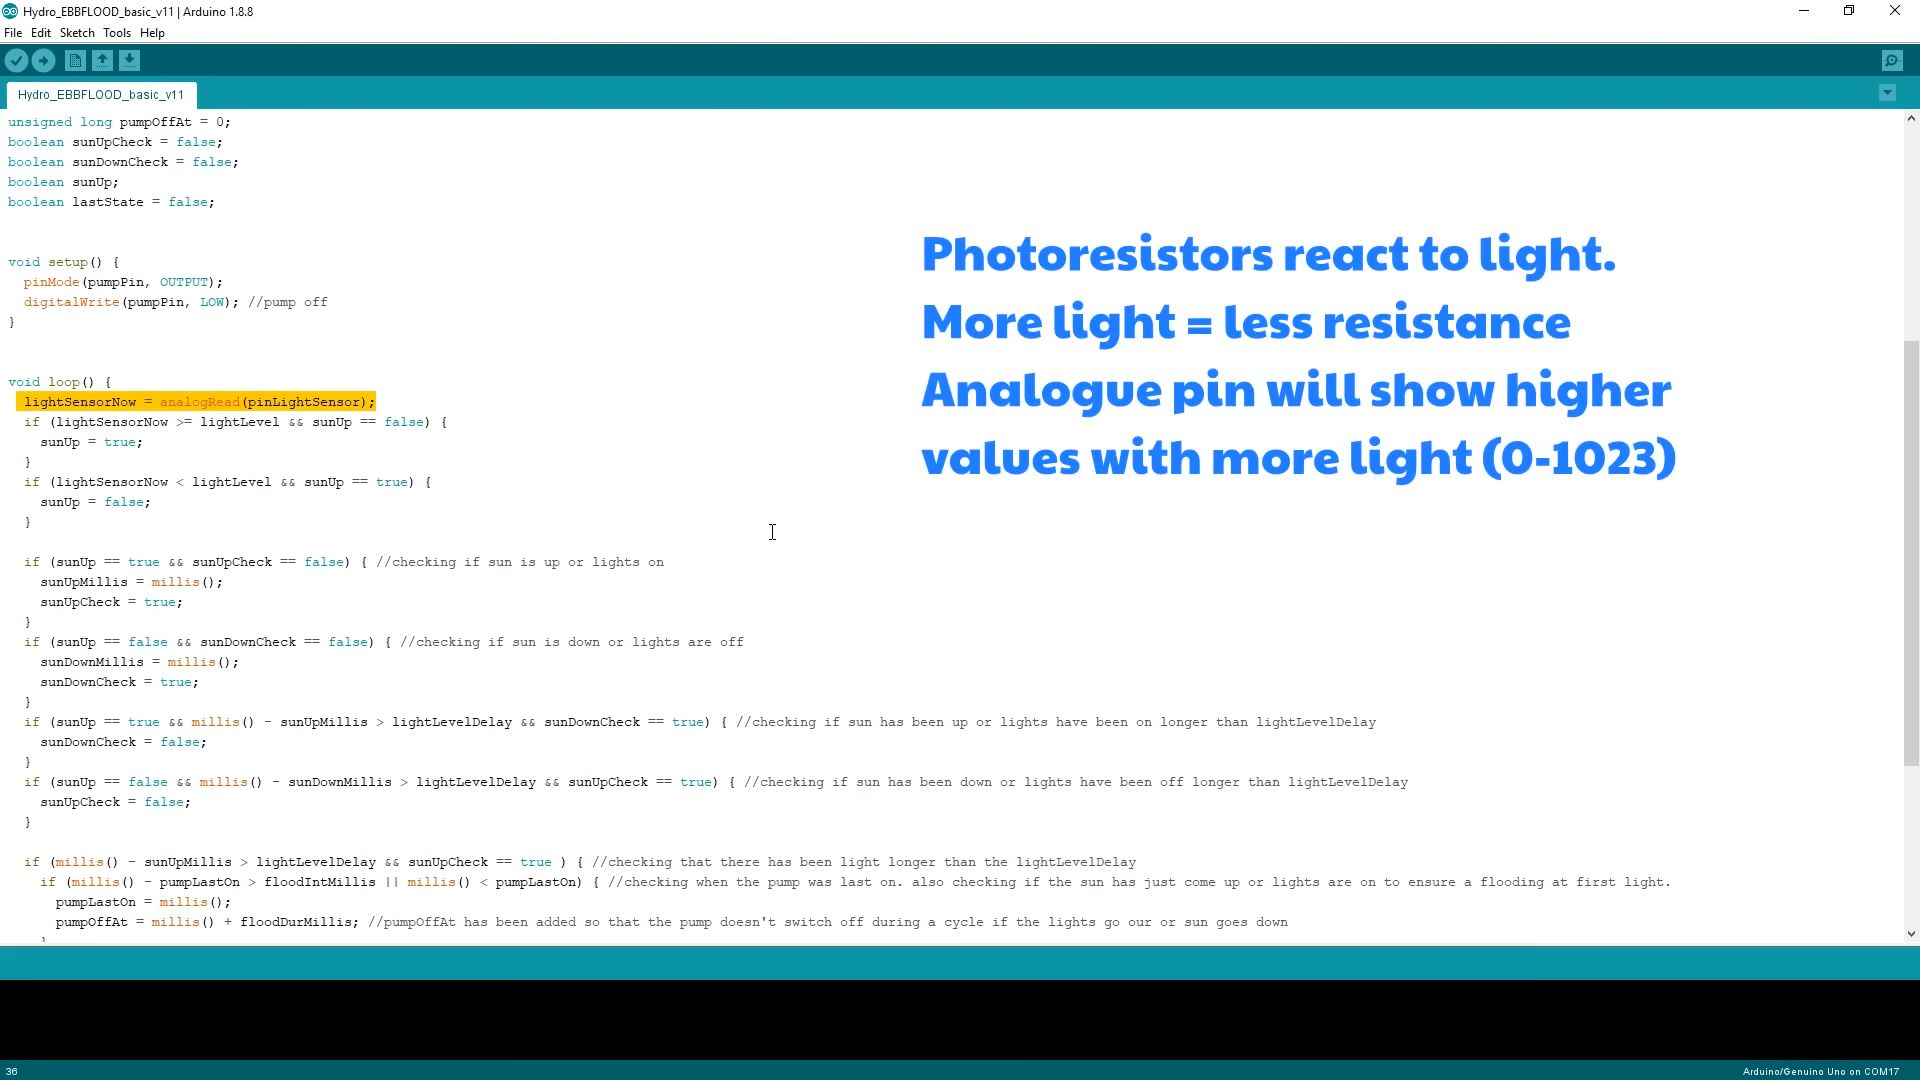 Hydro_EBBFLOOD_basic_v11 | Arduino 1.8.8
File Edit Sketch Tools Help
Hydro_EBBFLOOD_basic_v11
unsigned long pumpOffAt = 0;
boolean sunUpCheck = false;
boolean sunDownCheck = false;
boolean sunUp;
boolean lastState = false;
void setup() {
pinMode(pumpPin, OUTPUT);
digitalWrite(pumpPin, LOW); //pump off
}
void loop() {
lightSensorNow = analogRead(pinLightSensor);
if (lightSensorNow >= lightLevel && sunUp == false) {
sunUp = true;
}
if (lightSensorNow < lightLevel && sunUp == true) {
sunUp = false;
}
if (sunUp == true && sunUpCheck == false) { //checking if sun is up or lights on
sunUpMillis = millis();
sunUpCheck = true;
}
if (sunUp == false && sunDownCheck == false) { //checking if sun is down or lights are off
sunDownMillis = millis();
sunDownCheck = true;
}
if (sunUp == true && millis() - sunUpMillis > lightLevelDelay && sunDownCheck == true) { //checking if sun has been up or lights have been on longer than lightLevelDelay
sunDownCheck = false;
}
if (sunUp == false && millis() - sunDownMillis > lightLevelDelay && sunUpCheck == true) { //checking if sun has been down or lights have been off longer than lightLevelDelay
sunUpCheck = false;
}
if (millis() - sunUpMillis > lightLevelDelay && sunUpCheck == true ) { //checking that there has been light longer than the lightLevelDelay
if (millis() - pumpLastOn > floodIntMillis || millis() < pumpLastOn) { //checking when the pump was last on. also checking if the sun has just come up or lights are on to ensure a flooding at first light.
pumpLastOn = millis();
pumpOffAt = millis() + floodDurMillis; //pumpOffAt has been added so that the pump doesn't switch off during a cycle if the lights go our or sun goes down
}
Photoresistors react to light.
More light = less resistance
Analogue pin will show higher
values with more light (0-1023)
36
Arduino/Genuino Uno on COM17